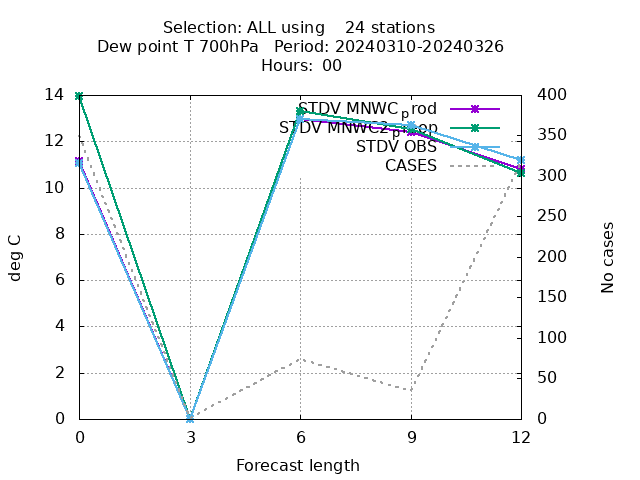 Selection: ALL using 24 stations
Dew point T 700hPa Period: 20240310-20240326
Hours: 00
14
12
10
8
6
4
2
0
deg C
400
350
300
250
200
150
100
50
0
No cases
STDV MNWC_prod
STDV MNWC2_p
STDV OBS
CASES
0 3 6 9 12
Forecast length